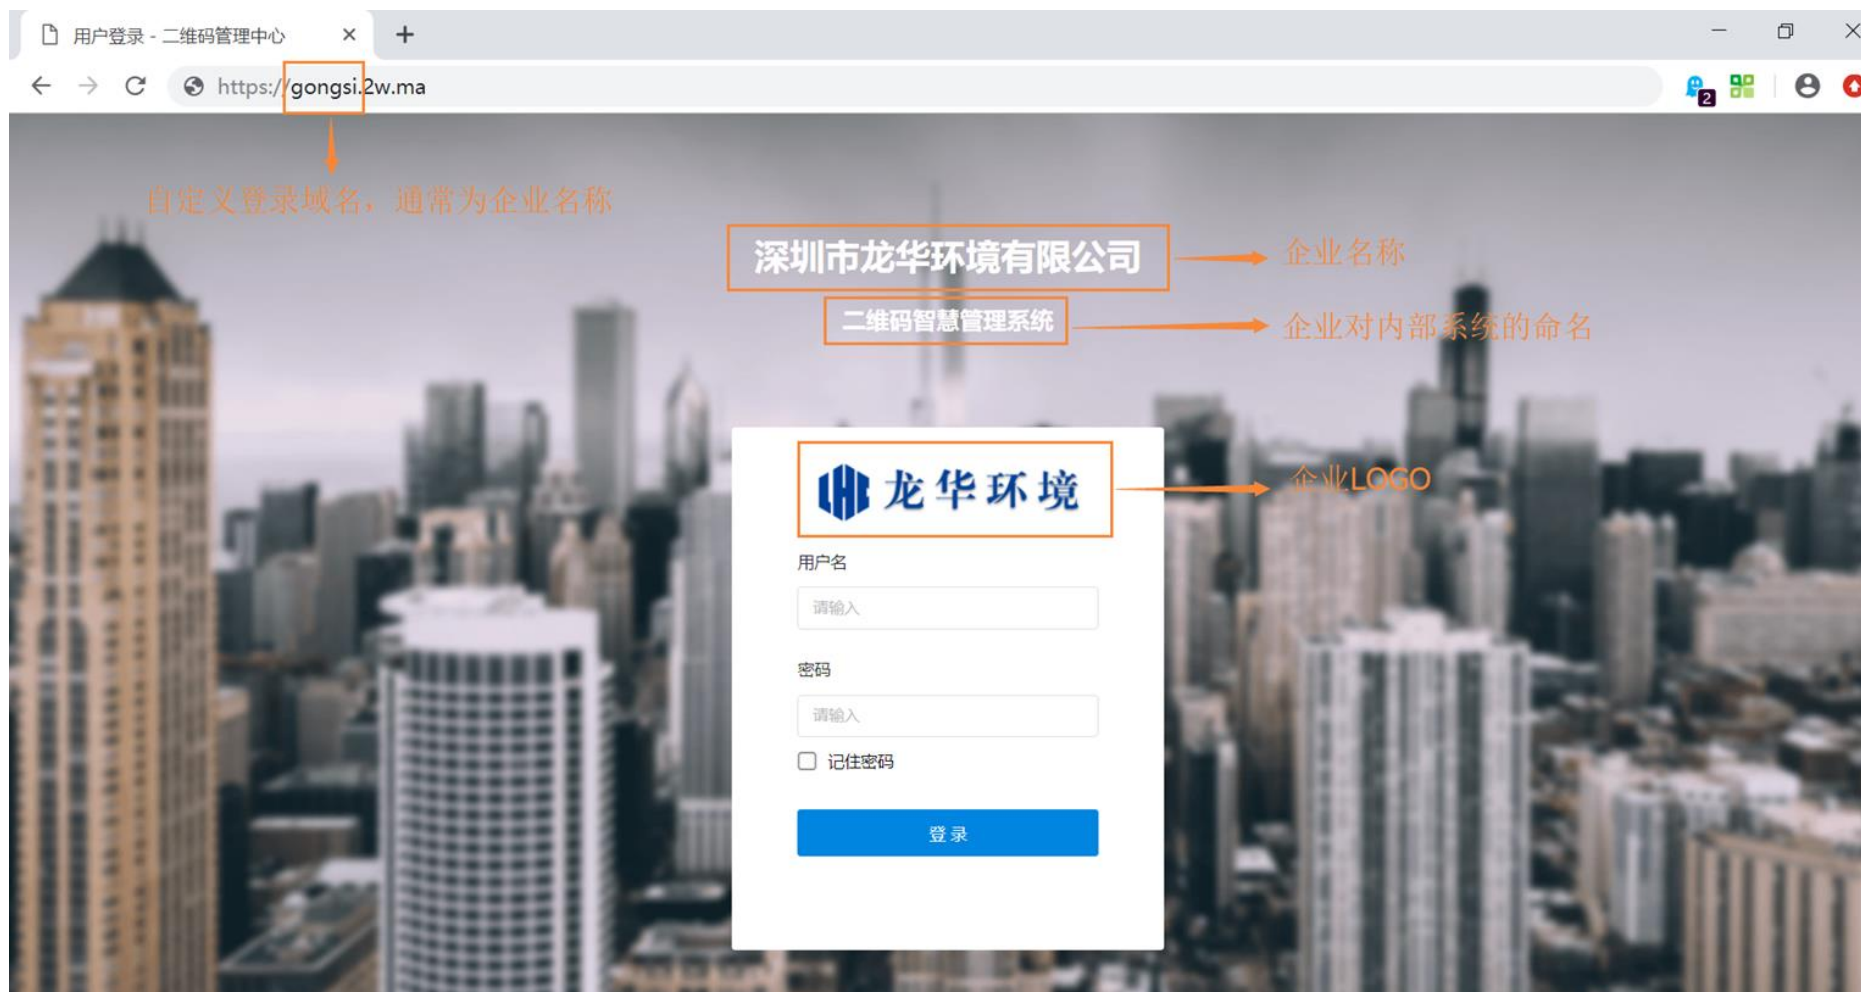 用户登录 - 二维码管理中心
https://gongsi.2w.ma
2
自定义登录域名，通常为企业名称
深圳市龙华环境有限公司
企业名称
二维码智慧管理系统
企业对内部系统的命名
LHE 龙华环境
企业LOGO
用户名
请输入
密码
请输入
记住密码
登录